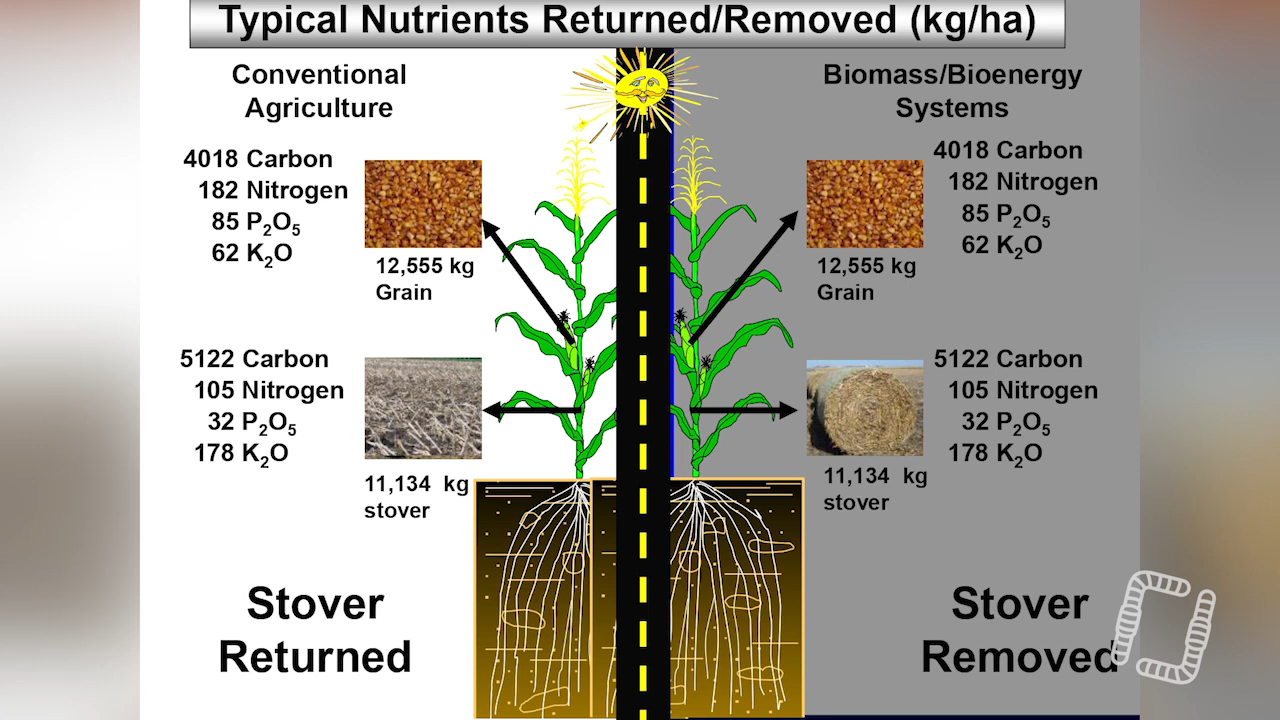 Typical Nutrients Returned/Removed (kg/ha)
Conventional
Agriculture
4018 Carbon
182 Nitrogen
85 P₂O₅
62 K₂O
12,555 kg
Grain
5122 Carbon
105 Nitrogen
32 P₂O₅
178 K₂O
11,134 kg
stover
Stover
Returned
Biomass/Bioenergy
Systems
4018 Carbon
182 Nitrogen
85 P₂O₅
62 K₂O
12,555 kg
Grain
5122 Carbon
105 Nitrogen
32 P₂O₅
178 K₂O
11,134 kg
stover
Stover
Removed